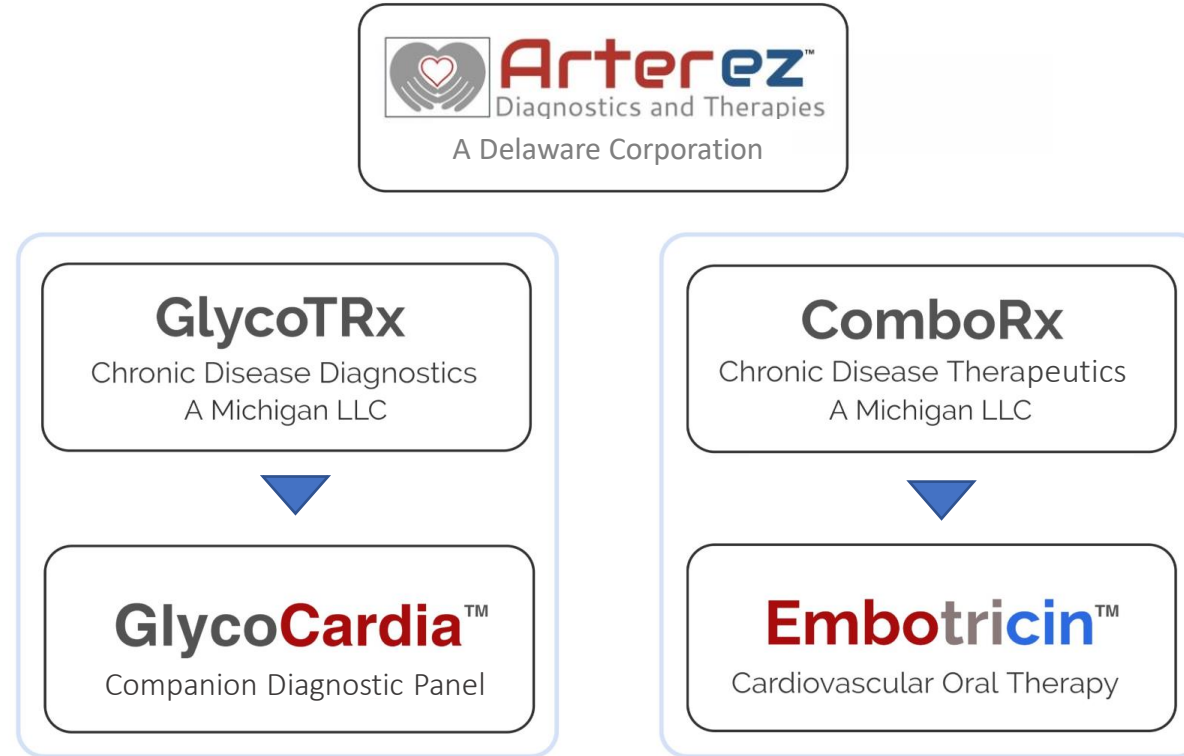 Arterez™
Diagnostics and Therapies
A Delaware Corporation
GlycoTRx
Chronic Disease Diagnostics
A Michigan LLC
GlycoCardia™
Companion Diagnostic Panel
ComboRx
Chronic Disease Therapeutics
A Michigan LLC
Embotricin™
Cardiovascular Oral Therapy